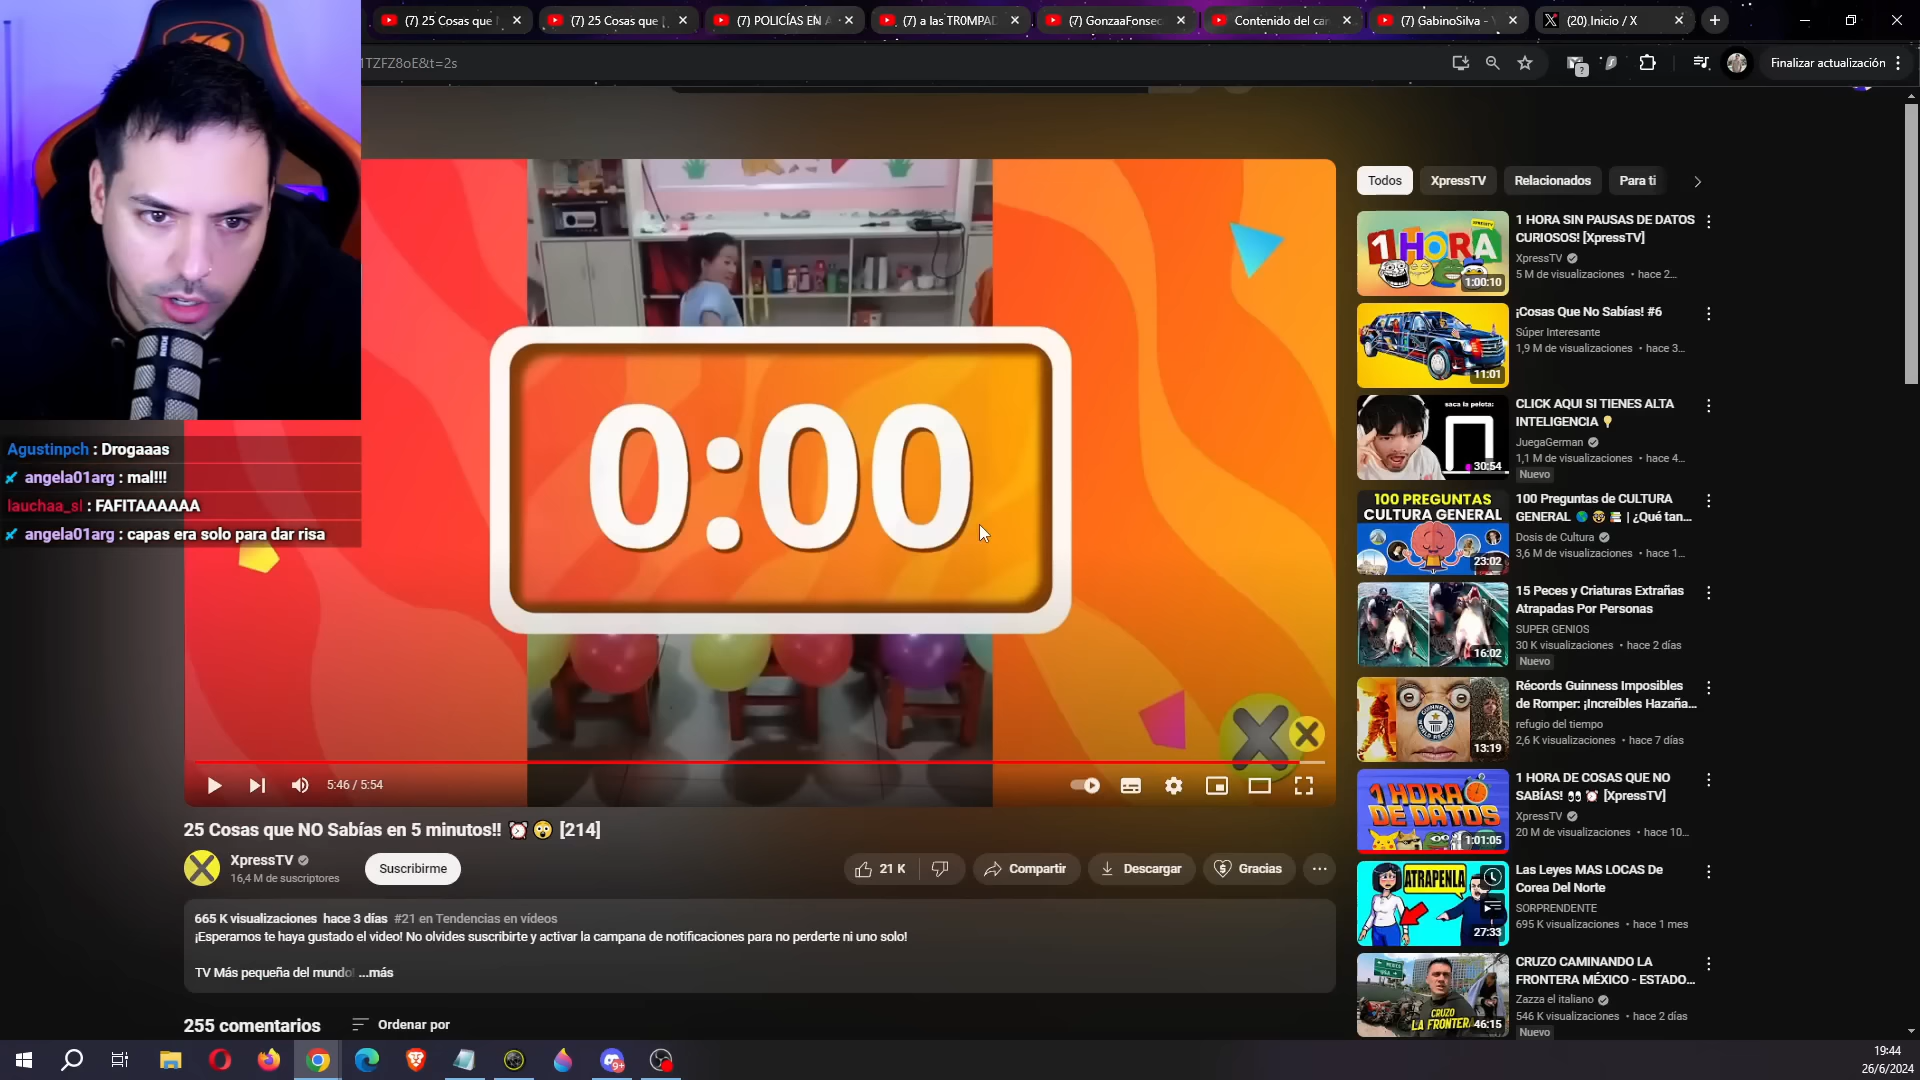 (7) 25 Cosas que
(7) 25 Cosas que
(7) POLICÍAS EN A
(7) a las TR0MPAD
(7) GonzaaFonsec
Contenido del can
(7) GabinoSilva - Y
(20) Inicio / X
1TZFZ8oE&t=2s
Finalizar actualización
Agustinpch : Drogaaas
angela01arg : mal!!!
lauchaa_sl : FAFITAAAAAA
angela01arg : capas era solo para dar risa
0:00
5:46 / 5:54
25 Cosas que NO Sabías en 5 minutos!! ⏰ 😲 [214]
XpressTV
16,4 M de suscriptores
Suscribirme
21 K
Compartir
Descargar
Gracias
665 K visualizaciones hace 3 días #21 en Tendencias en vídeos
¡Esperamos te haya gustado el video! No olvides suscribirte y activar la campana de notificaciones para no perderte ni uno solo!
TV Más pequeña del mundo! ...más
255 comentarios
Ordenar por
Todos
XpressTV
Relacionados
Para ti
1 HORA
1:00:10
1 HORA SIN PAUSAS DE DATOS
CURIOSOS! [XpressTV]
XpressTV
5 M de visualizaciones • hace 2...
11:01
¡Cosas Que No Sabías! #6
Súper Interesante
1,9 M de visualizaciones • hace 3...
saca la pelota:
30:54
CLICK AQUI SI TIENES ALTA
INTELIGENCIA 👇
JuegaGerman
1,1 M de visualizaciones • hace 4...
Nuevo
100 PREGUNTAS
CULTURA GENERAL
23:02
100 Preguntas de CULTURA
GENERAL 🌎 🤓 📚 | ¿Qué tan...
Dosis de Cultura
3,6 M de visualizaciones • hace 1...
16:02
15 Peces y Criaturas Extrañas
Atrapadas Por Personas
SUPER GENIOS
30 K visualizaciones • hace 2 días
Nuevo
13:19
Récords Guinness Imposibles
de Romper: ¡Increíbles Hazaña...
refugio del tiempo
2,6 K visualizaciones • hace 7 días
1 HORA
DE DATOS
1:01:05
1 HORA DE COSAS QUE NO
SABÍAS! 👀 ⏰ [XpressTV]
XpressTV
20 M de visualizaciones • hace 10...
ATRAPENLA
27:33
Las Leyes MAS LOCAS De
Corea Del Norte
SORPRENDENTE
695 K visualizaciones • hace 1 mes
CRUZO
LA FRONTERA
46:15
CRUZO CAMINANDO LA
FRONTERA MÉXICO - ESTADO...
Zazza el italiano
546 K visualizaciones • hace 2 días
Nuevo
9+
19:44
26/6/2024